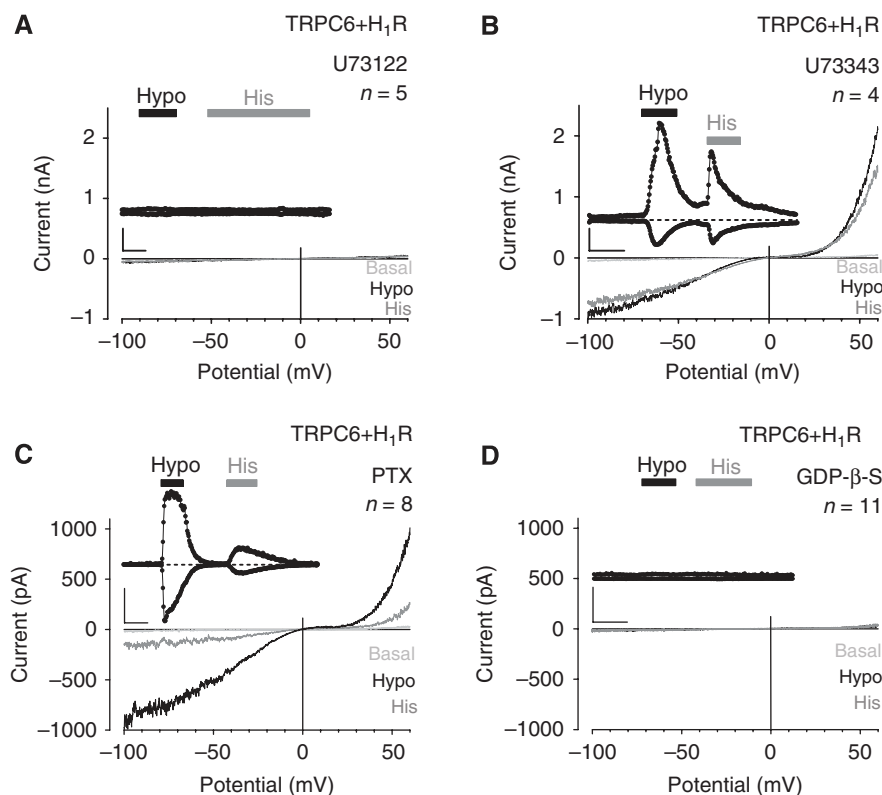 A
TRPC6+H₁R
U73122
n = 5
Hypo
His
2
1
0
−1
Current (nA)
Basal
Hypo
His
−100
−50
0
50
Potential (mV)
B
TRPC6+H₁R
U73343
n = 4
Hypo
His
2
1
0
−1
Current (nA)
Basal
Hypo
His
−100
−50
0
50
Potential (mV)
C
TRPC6+H₁R
PTX
n = 8
Hypo
His
1000
500
0
−500
−1000
Current (pA)
Basal
Hypo
His
−100
−50
0
50
Potential (mV)
D
TRPC6+H₁R
GDP-β-S
n = 11
Hypo
His
1000
500
0
−500
−1000
Current (pA)
Basal
Hypo
His
−100
−50
0
50
Potential (mV)